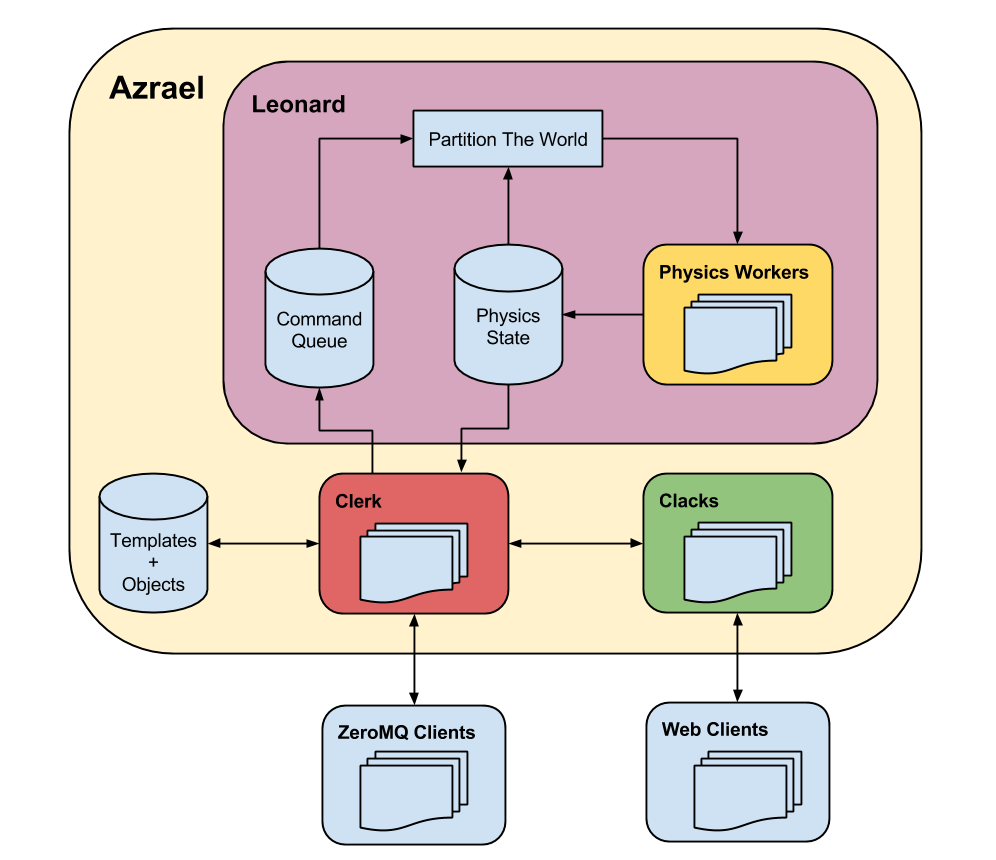 Azrael
Leonard
Partition The World
Command
Queue
Physics
State
Physics Workers
Templates
+
Objects
Clerk
Clacks
ZeroMQ Clients
Web Clients